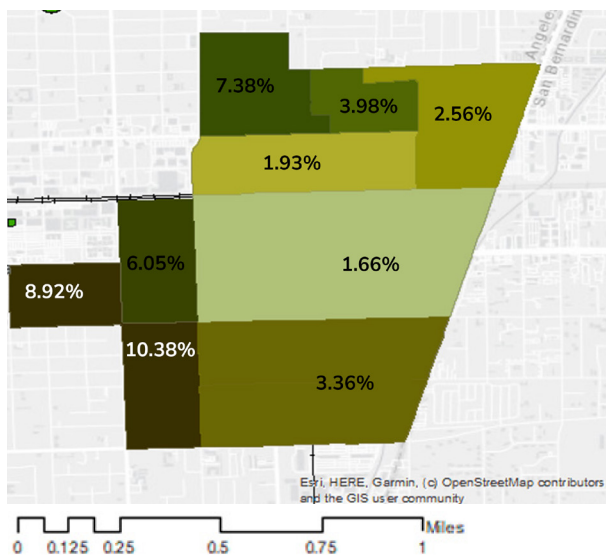 Angeles
San Bernardin
7.38%
3.98%
2.56%
1.93%
6.05%
1.66%
8.92%
10.38%
3.36%
Esri, HERE, Garmin, (c) OpenStreetMap contributors
and the GIS user community
Miles
0 0.125 0.25 0.5 0.75 1